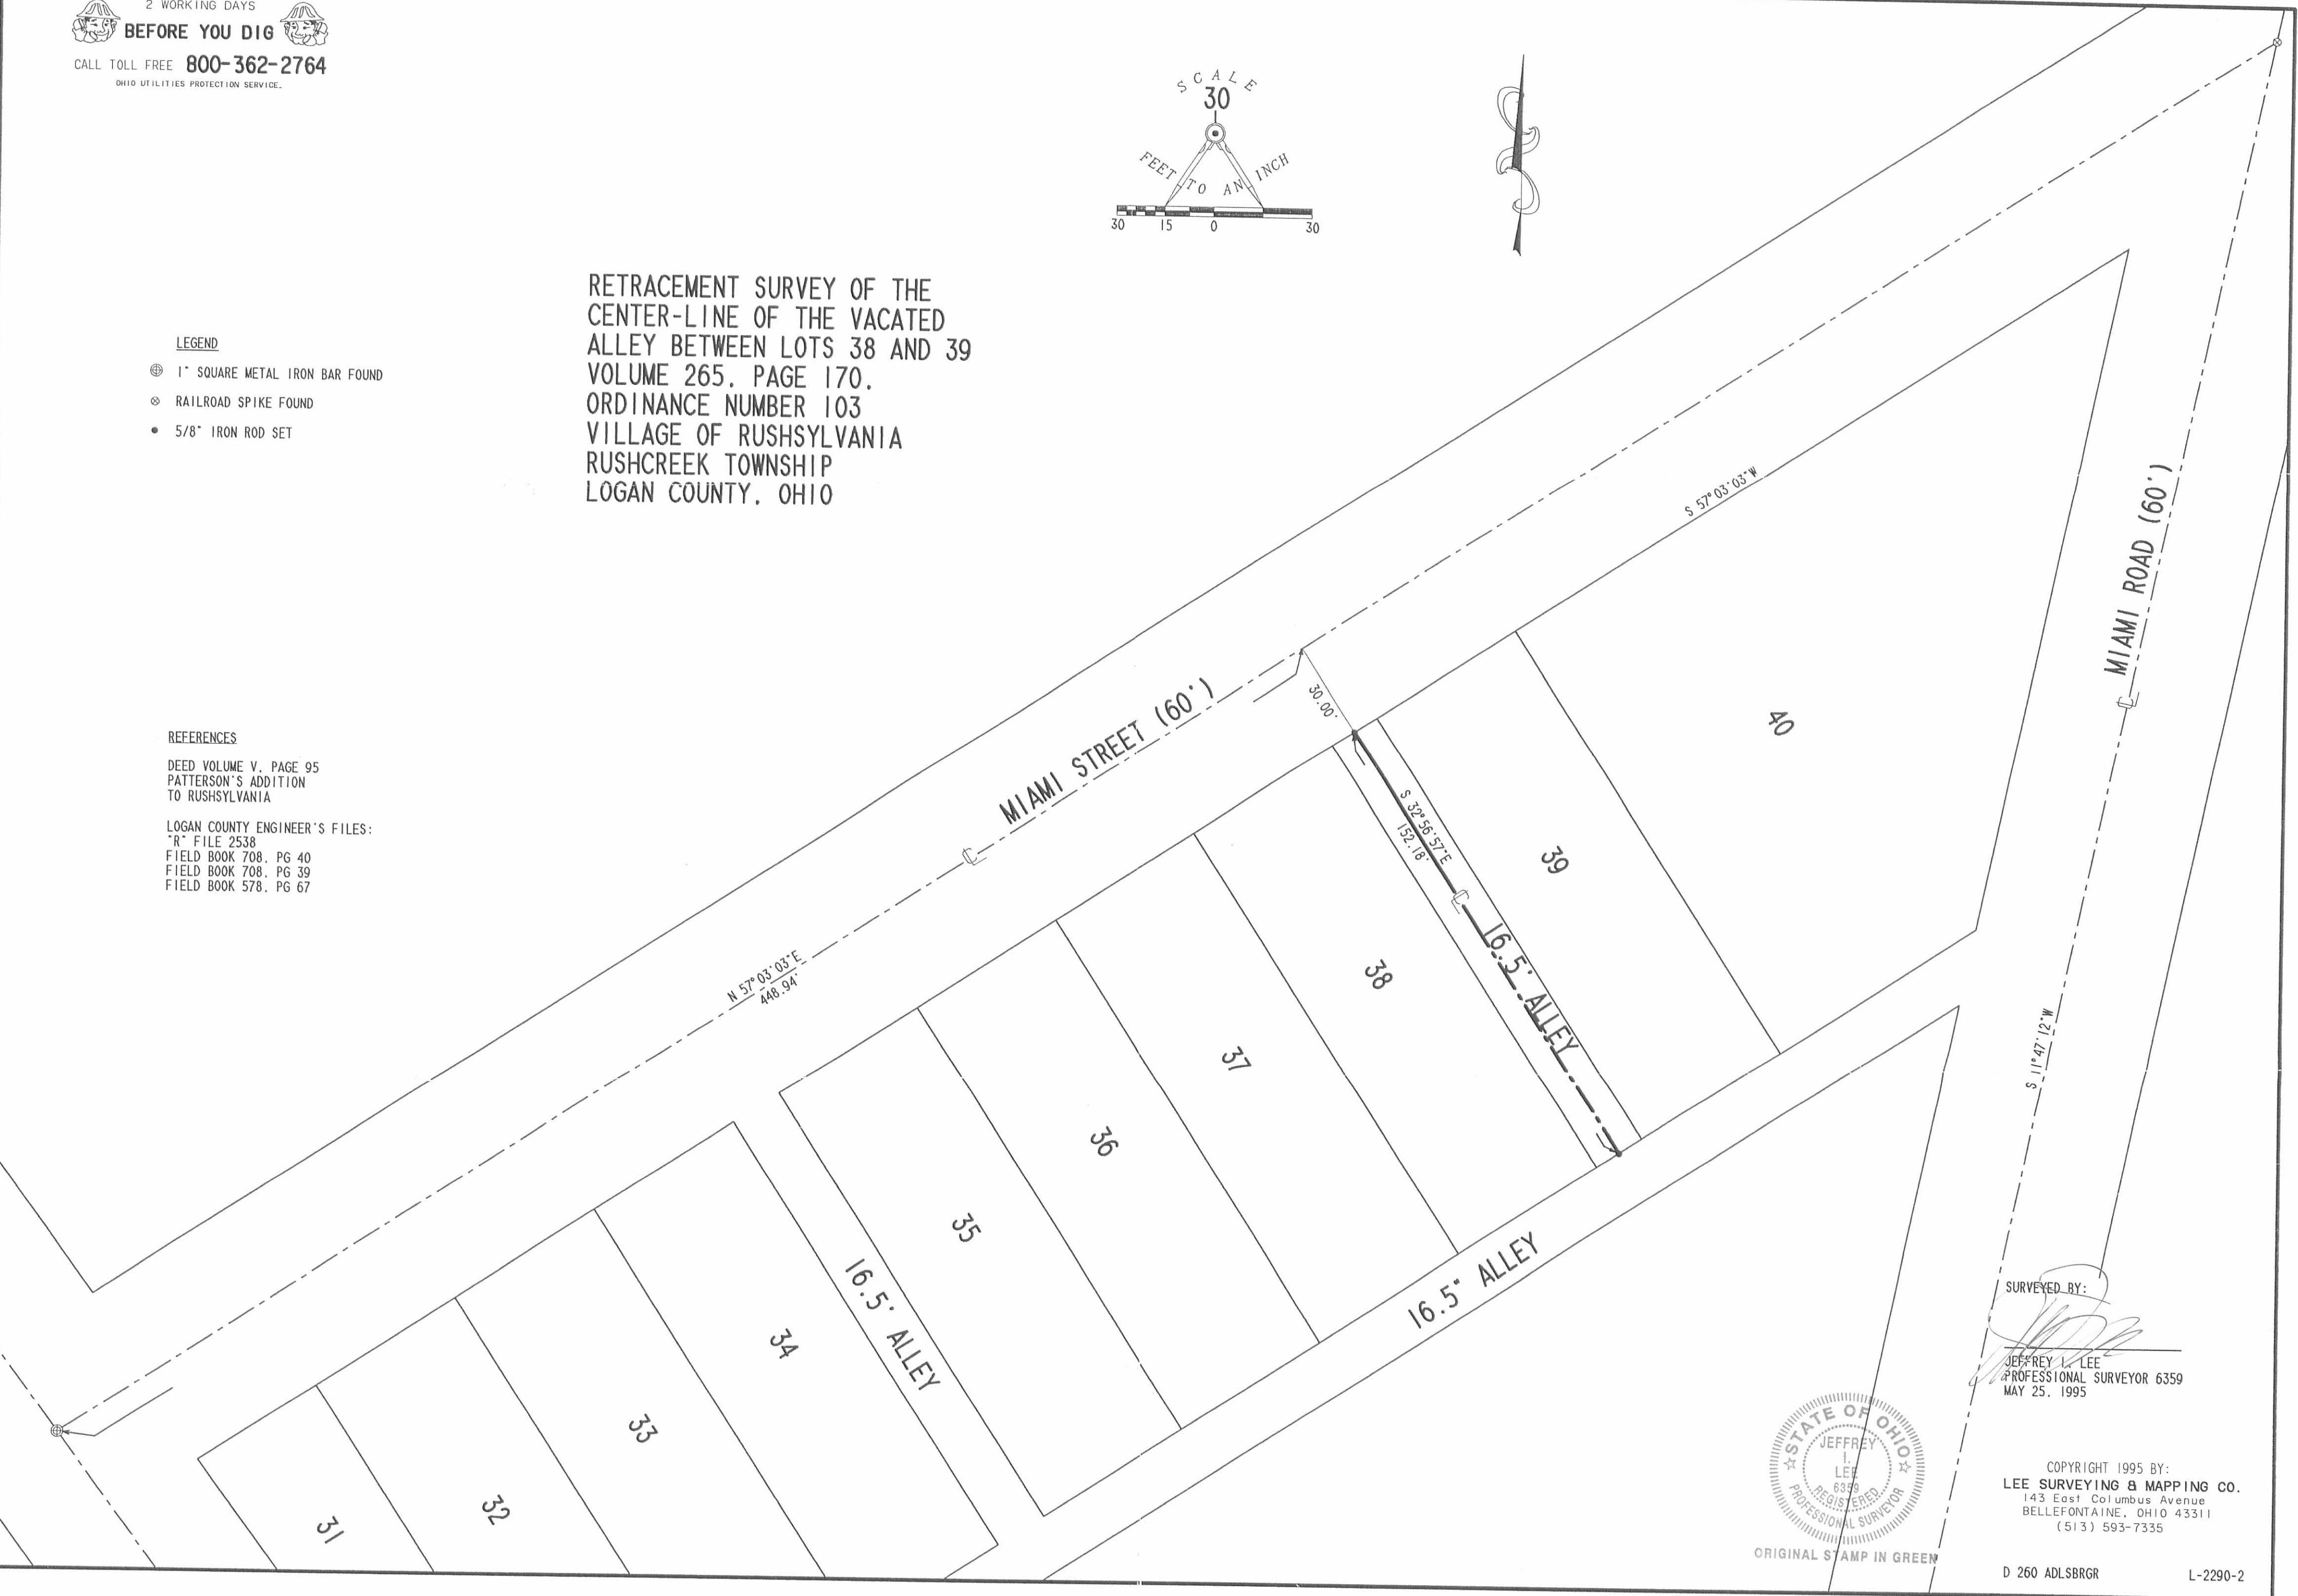 2 WORKING DAYS
BEFORE YOU DIG
CALL TOLL FREE 800-362-2764
OHIO UTILITIES PROTECTION SERVICE.
SCALE
30
FEET TO AN INCH
30 15 0 30
RETRACEMENT SURVEY OF THE
CENTER-LINE OF THE VACATED
ALLEY BETWEEN LOTS 38 AND 39
VOLUME 265. PAGE 170.
ORDINANCE NUMBER 103
VILLAGE OF RUSHSYLVANIA
RUSHCREEK TOWNSHIP
LOGAN COUNTY. OHIO
LEGEND
1" SQUARE METAL IRON BAR FOUND
RAILROAD SPIKE FOUND
5/8" IRON ROD SET
REFERENCES
DEED VOLUME V. PAGE 95
PATTERSON'S ADDITION
TO RUSHSYLVANIA
LOGAN COUNTY ENGINEER'S FILES:
"R" FILE 2538
FIELD BOOK 708. PG 40
FIELD BOOK 708. PG 39
FIELD BOOK 578. PG 67
S 57°03'03"W
MIAMI ROAD (60')
MIAMI STREET (60')
30.00'
N 57°03'03"E
448.94'
S 32°56'57"E
152.18'
16.5' ALLEY
40
39
38
37
36
35
16.5' ALLEY
34
33
32
31
16.5" ALLEY
S 11°47'12"W
SURVEYED BY:
JEFFREY I. LEE
PROFESSIONAL SURVEYOR 6359
MAY 25. 1995
STATE OF OHIO
JEFFREY
I.
LEE
6359
REGISTERED
PROFESSIONAL SURVEYOR
ORIGINAL STAMP IN GREEN
COPYRIGHT 1995 BY:
LEE SURVEYING & MAPPING CO.
143 East Columbus Avenue
BELLEFONTAINE, OHIO 43311
(513) 593-7335
D 260 ADLSBRGR
L-2290-2